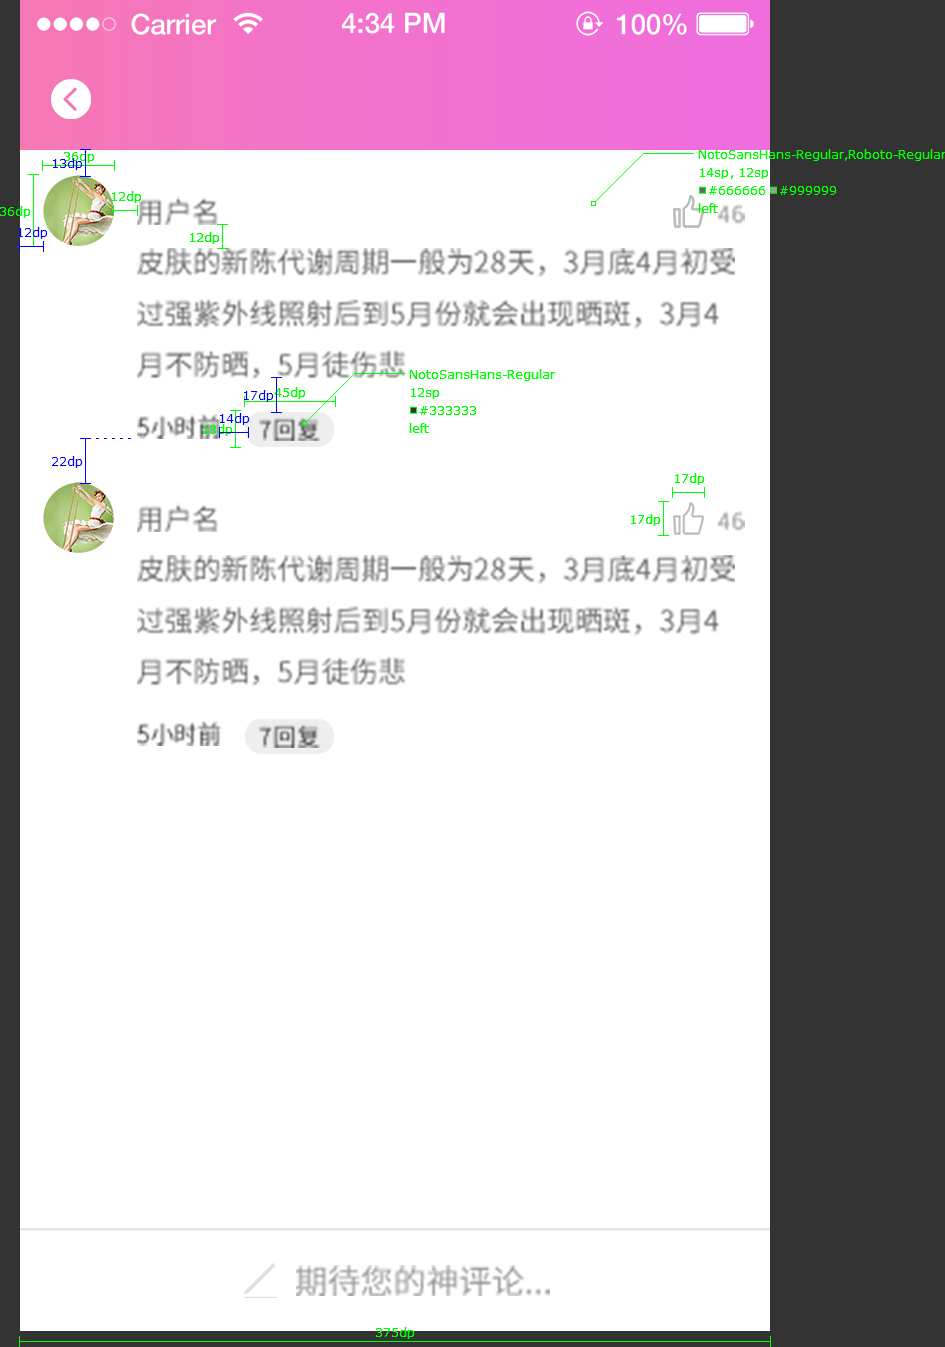 Carrier 4:34 PM 100%
36dp
13dp
NotoSansHans-Regular,Roboto-Regular
14sp, 12sp
#666666 #999999
left
36dp
12dp
12dp
用户名
46
12dp
皮肤的新陈代谢周期一般为28天，3月底4月初受
过强紫外线照射后到5月份就会出现晒斑，3月4
月不防晒，5月徒伤悲
NotoSansHans-Regular
12sp
#333333
left
17dp
45dp
14dp
18dp
5小时前
7回复
22dp
17dp
17dp
用户名
46
皮肤的新陈代谢周期一般为28天，3月底4月初受
过强紫外线照射后到5月份就会出现晒斑，3月4
月不防晒，5月徒伤悲
5小时前
7回复
期待您的神评论...
375dp